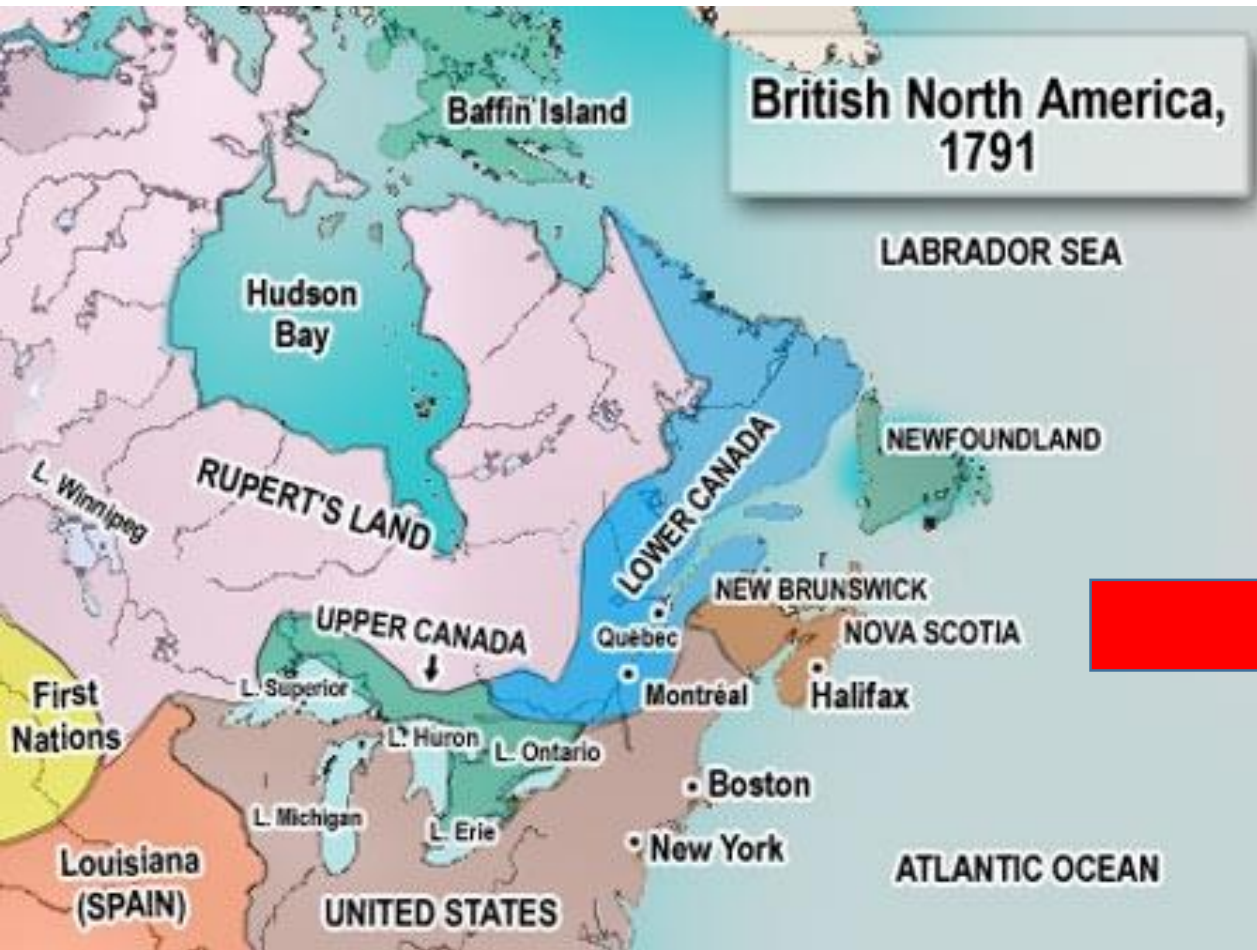 British North America,
1791
Baffin Island
LABRADOR SEA
Hudson
Bay
NEWFOUNDLAND
L. Winnipeg
RUPERT'S LAND
LOWER CANADA
NEW BRUNSWICK
UPPER CANADA
Québec
NOVA SCOTIA
First
Nations
L. Superior
Montréal
Halifax
L. Huron
L. Ontario
Boston
L. Michigan
L. Erie
New York
Louisiana
(SPAIN)
ATLANTIC OCEAN
UNITED STATES